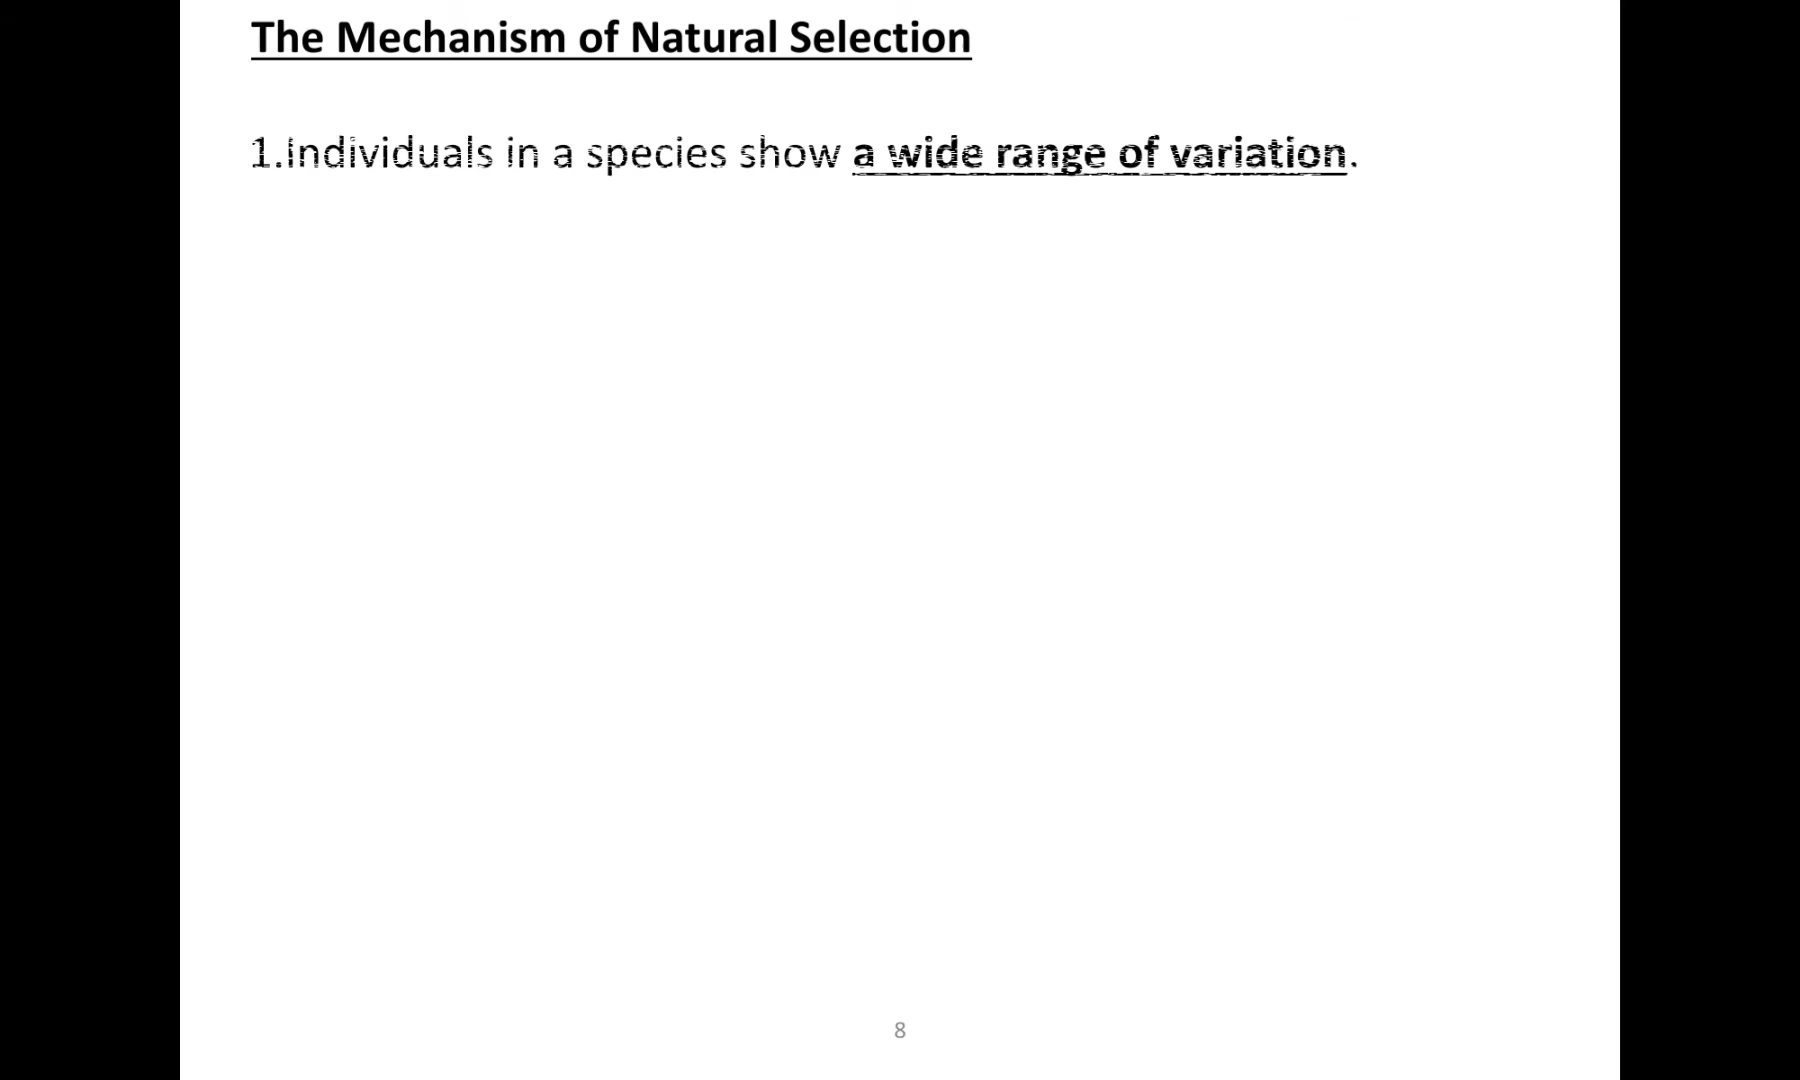 The Mechanism of Natural Selection
1.Individuals in a species show a wide range of variation.
8